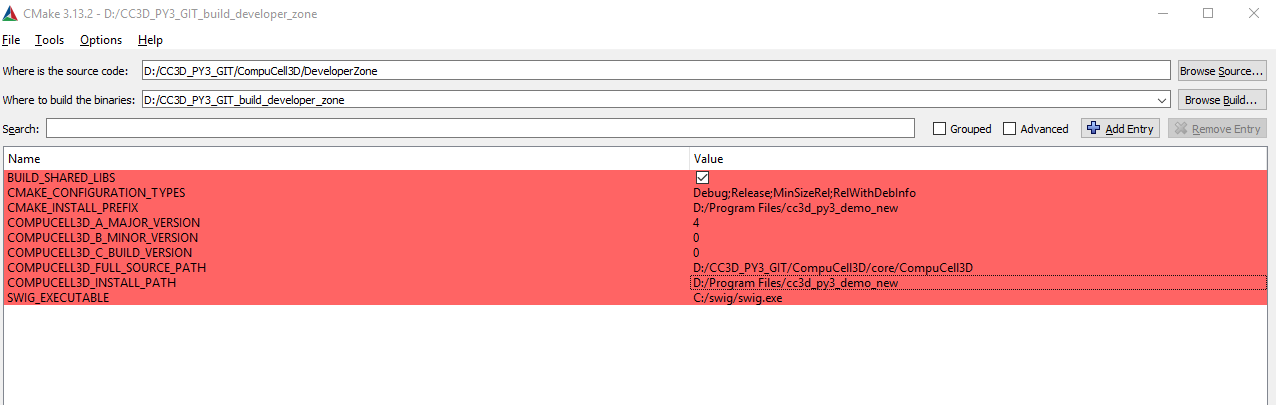 CMake 3.13.2 - D:/CC3D_PY3_GIT_build_developer_zone
File Tools Options Help
Where is the source code: D:/CC3D_PY3_GIT/CompuCell3D/DeveloperZone Browse Source...
Where to build the binaries: D:/CC3D_PY3_GIT_build_developer_zone Browse Build...
Search: Grouped Advanced Add Entry Remove Entry
Name Value
BUILD_SHARED_LIBS
CMAKE_CONFIGURATION_TYPES Debug;Release;MinSizeRel;RelWithDebInfo
CMAKE_INSTALL_PREFIX D:/Program Files/cc3d_py3_demo_new
COMPUCELL3D_A_MAJOR_VERSION 4
COMPUCELL3D_B_MINOR_VERSION 0
COMPUCELL3D_C_BUILD_VERSION 0
COMPUCELL3D_FULL_SOURCE_PATH D:/CC3D_PY3_GIT/CompuCell3D/core/CompuCell3D
COMPUCELL3D_INSTALL_PATH D:/Program Files/cc3d_py3_demo_new
SWIG_EXECUTABLE C:/swig/swig.exe